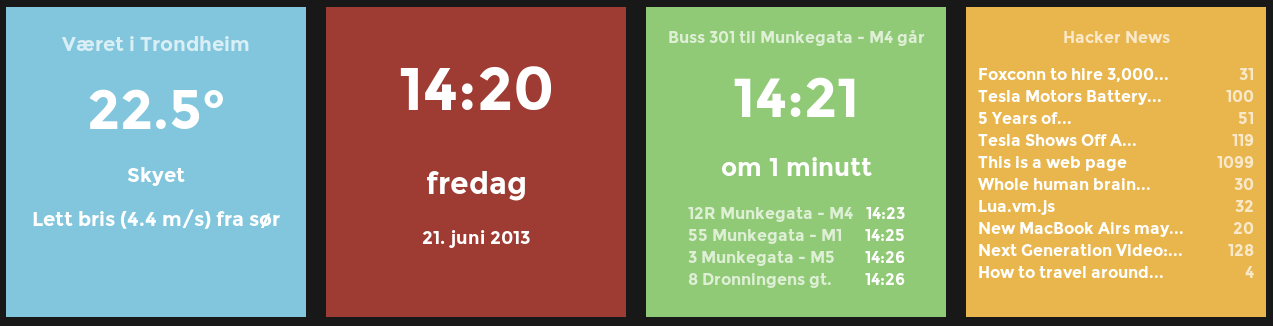 Været i Trondheim
22.5°
Skyet
Lett bris (4.4 m/s) fra sør
14:20
fredag
21. juni 2013
Buss 301 til Munkegata - M4 går
14:21
om 1 minutt
12R Munkegata - M4 14:23
55 Munkegata - M1 14:25
3 Munkegata - M5 14:26
8 Dronningens gt. 14:26
Hacker News
Foxconn to hire 3,000... 31
Tesla Motors Battery... 100
5 Years of... 51
Tesla Shows Off A... 119
This is a web page 1099
Whole human brain... 30
Lua.vm.js 32
New MacBook Airs may... 20
Next Generation Video:... 128
How to travel around... 4